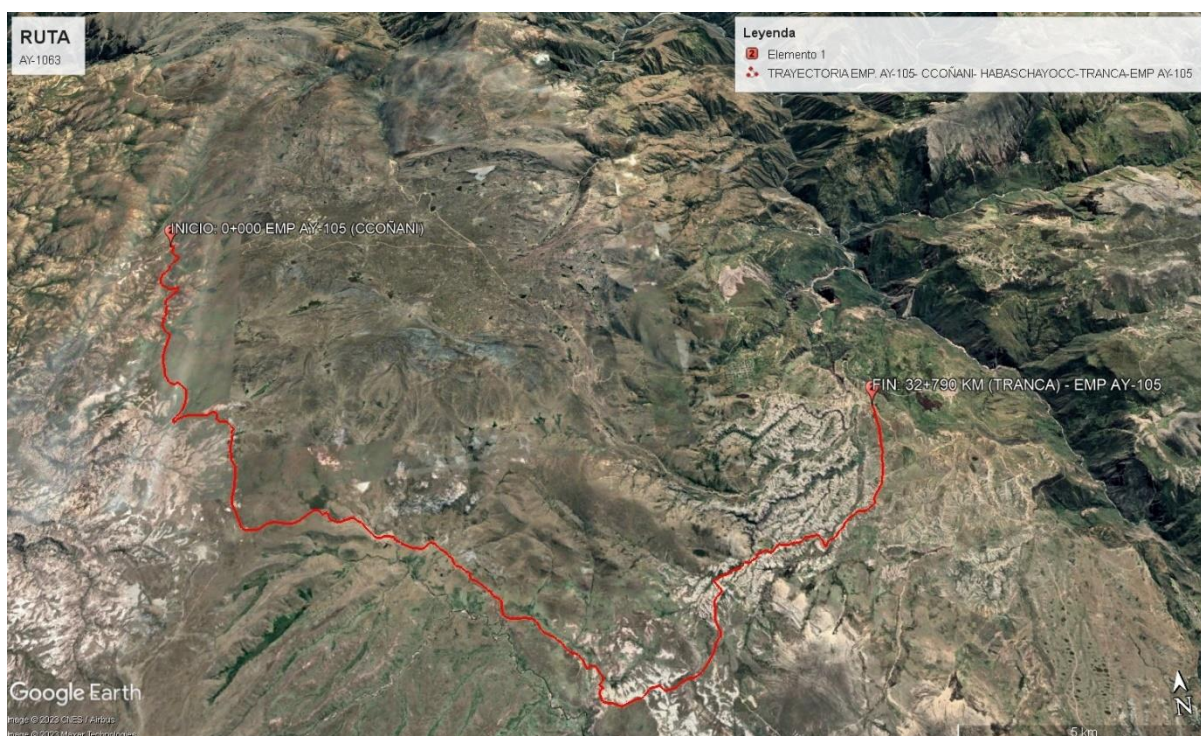 RUTA
AY-1063
Leyenda
2 Elemento 1
TRAYECTORIA EMP. AY-105- CCOÑANI- HABASCHAYOCC-TRANCA-EMP AY-105
INICIO: 0+000 EMP AY-105 (CCOÑANI)
FIN: 32+790 KM (TRANCA) - EMP AY-105
Google Earth
Image © 2023 CNES / Airbus
Image © 2023 Maxar Technologies
N
5 km